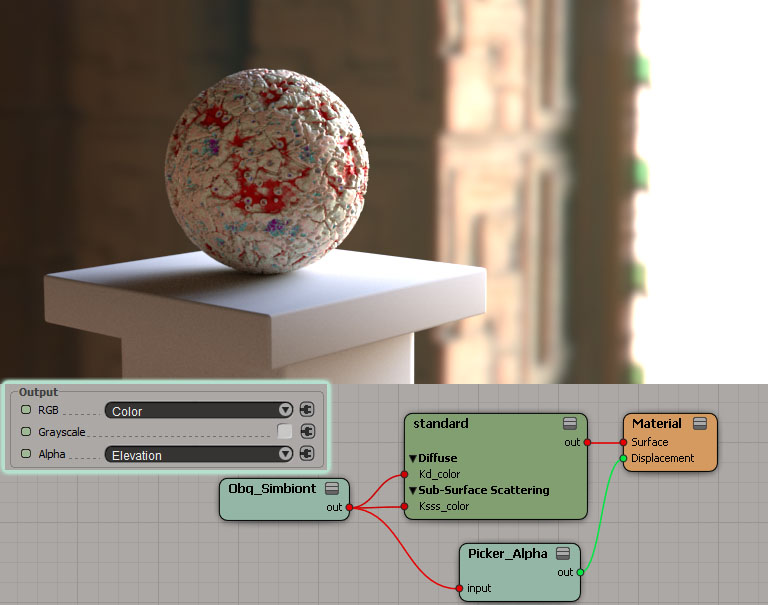 Output
RGB Color
Grayscale
Alpha Elevation
Obq_Simbiont
out
standard
out
Diffuse
Kd_color
Sub-Surface Scattering
Ksss_color
Material
Surface
Displacement
Picker_Alpha
out
input